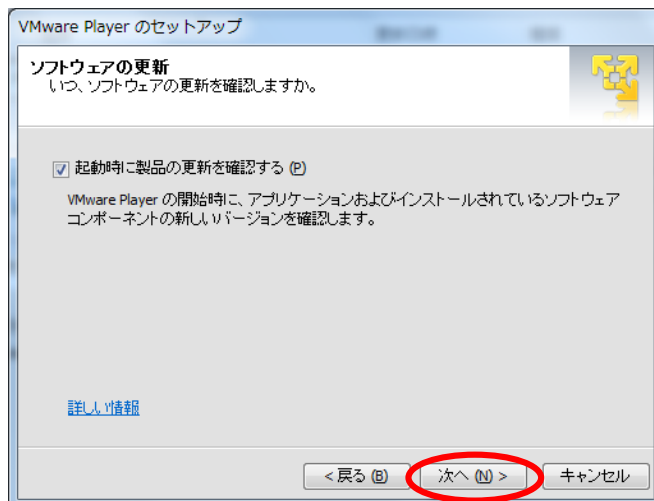 VMware Player のセットアップ
ソフトウェアの更新
いつ、ソフトウェアの更新を確認しますか。
起動時に製品の更新を確認する (P)
VMware Player の開始時に、アプリケーションおよびインストールされているソフトウェア
コンポーネントの新しいバージョンを確認します。
詳しい情報
< 戻る (B) 次へ (N) > キャンセル